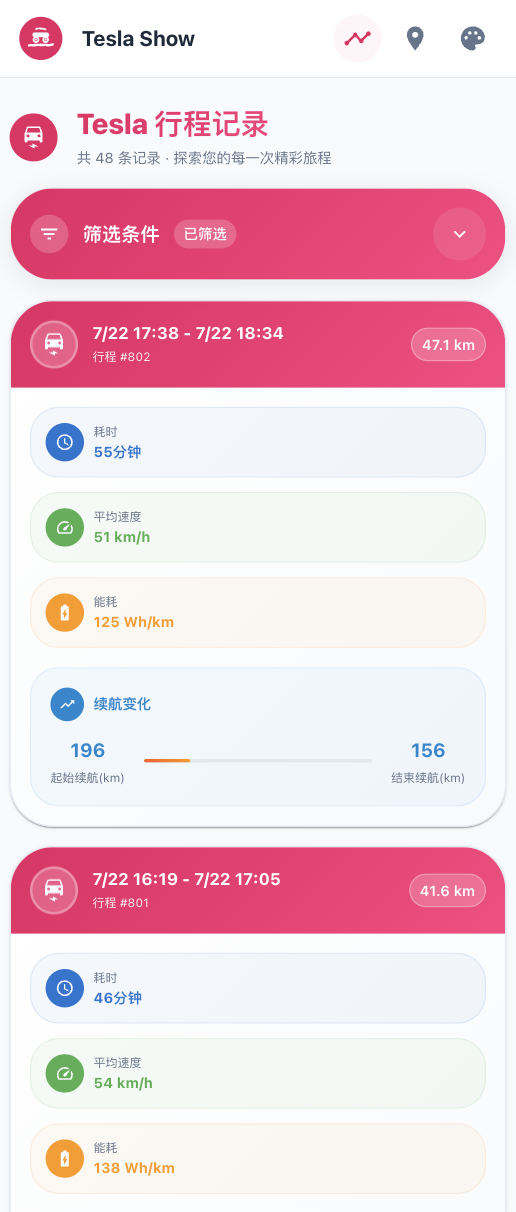 Tesla Show
Tesla 行程记录
共 48 条记录 · 探索您的每一次精彩旅程
筛选条件 已筛选
7/22 17:38 - 7/22 18:34
行程 #802
47.1 km
耗时
55分钟
平均速度
51 km/h
能耗
125 Wh/km
续航变化
196 156
起始续航(km) 结束续航(km)
7/22 16:19 - 7/22 17:05
行程 #801
41.6 km
耗时
46分钟
平均速度
54 km/h
能耗
138 Wh/km